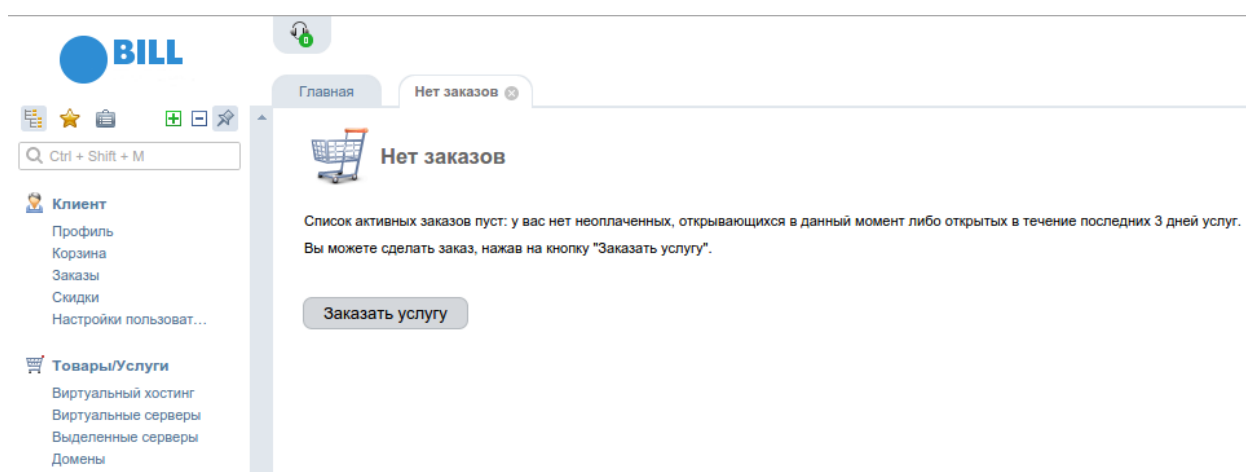 BILL
0
Главная
Нет заказов
Ctrl + Shift + M
Клиент
Профиль
Корзина
Заказы
Скидки
Настройки пользоват...
Товары/Услуги
Виртуальный хостинг
Виртуальные серверы
Выделенные серверы
Домены
Нет заказов
Список активных заказов пуст: у вас нет неоплаченных, открывающихся в данный момент либо открытых в течение последних 3 дней услуг.
Вы можете сделать заказ, нажав на кнопку "Заказать услугу".
Заказать услугу